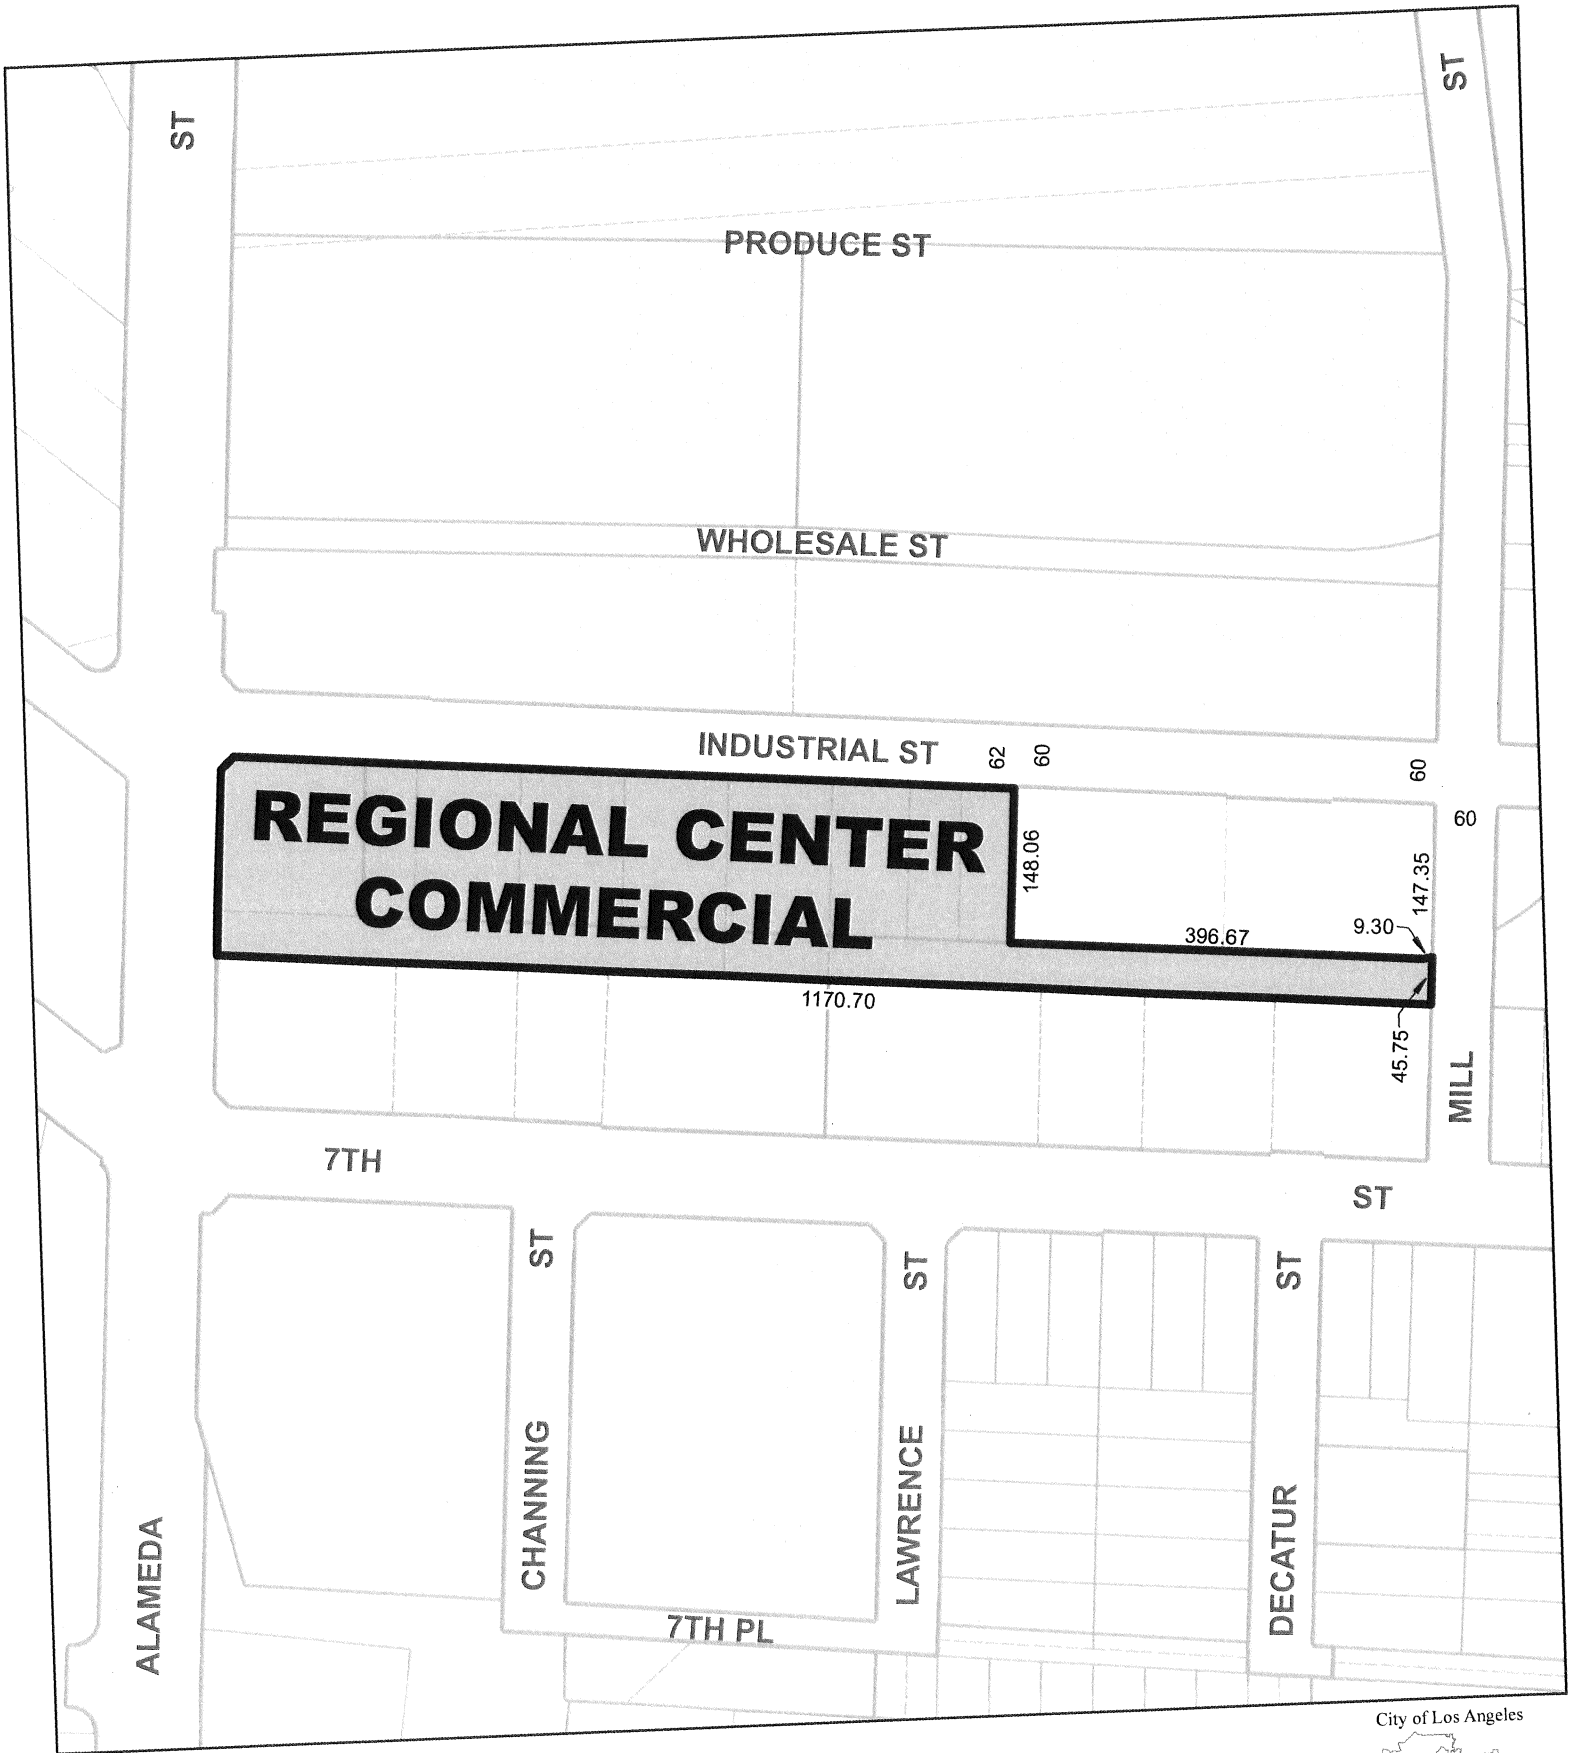 ST
ST
PRODUCE ST
WHOLESALE ST
INDUSTRIAL ST
62
60
60
60
REGIONAL CENTER
COMMERCIAL
148.06
147.35
9.30
396.67
1170.70
45.75
MILL
7TH
ST
ST
ST
ST
CHANNING
LAWRENCE
DECATUR
ALAMEDA
7TH PL
City of Los Angeles